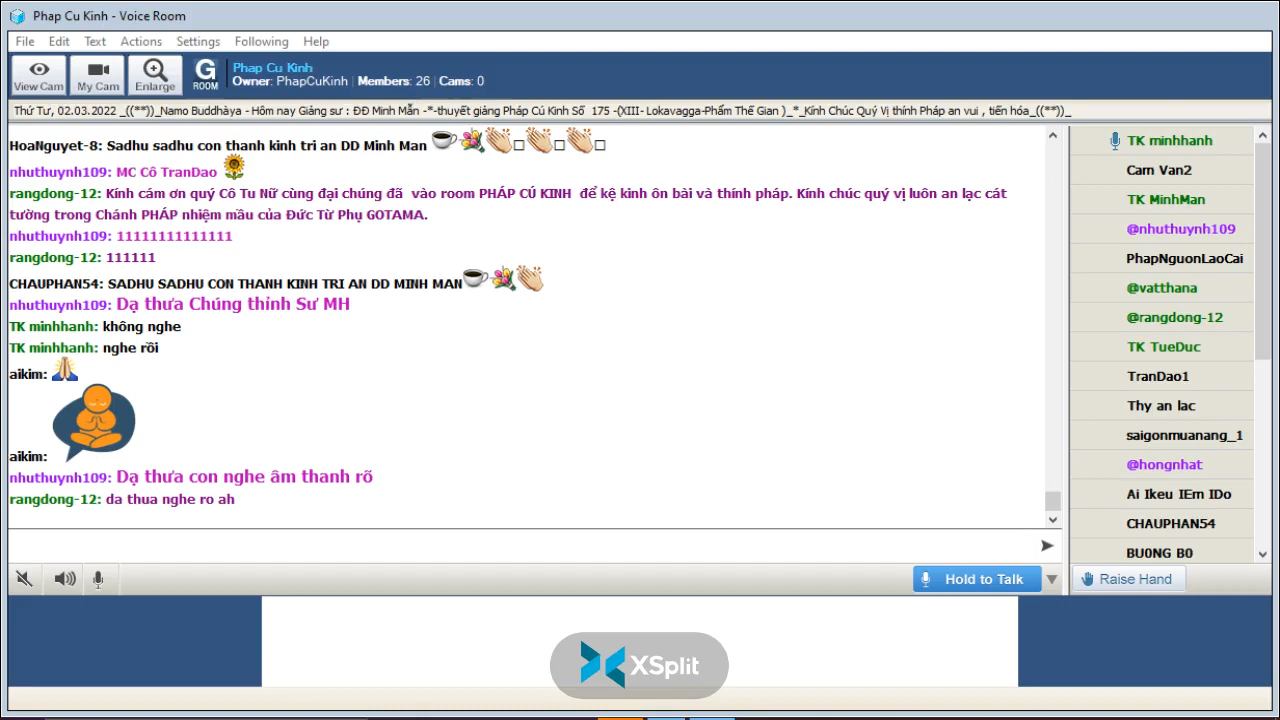 Phap Cu Kinh - Voice Room
File Edit Text Actions Settings Following Help
View Cam My Cam Enlarge G ROOM
Phap Cu Kinh
Owner: PhapCuKinh | Members: 26 | Cams: 0
Thứ Tư, 02.03.2022 _((**))_Namo Buddhàya - Hôm nay Giảng sư : ĐĐ Minh Mẫn -*-thuyết giảng Pháp Cú Kinh Số 175 -(XIII- Lokavagga-Phẩm Thế Gian )_*_Kính Chúc Quý Vị thính Pháp an vui , tiến hóa_((**))_
HoaNguyet-8: Sadhu sadhu con thanh kinh tri an DD Minh Man
nhuthuynh109: MC Cô TranDao
rangdong-12: Kính cám ơn quý Cô Tu Nữ cùng đại chúng đã vào room PHÁP CÚ KINH để kệ kinh ôn bài và thính pháp. Kính chúc quý vị luôn an lạc cát
tường trong Chánh PHÁP nhiệm mầu của Đức Từ Phụ GOTAMA.
nhuthuynh109: 11111111111111
rangdong-12: 111111
CHAUPHAN54: SADHU SADHU CON THANH KINH TRI AN DD MINH MAN
nhuthuynh109: Dạ thưa Chúng thỉnh Sư MH
TK minhhanh: không nghe
TK minhhanh: nghe rồi
aikim:
aikim:
nhuthuynh109: Dạ thưa con nghe âm thanh rõ
rangdong-12: da thua nghe ro ah
TK minhhanh
Cam Van2
TK MinhMan
@nhuthuynh109
PhapNguonLaoCai
@vatthana
@rangdong-12
TK TueDuc
TranDao1
Thy an lac
saigonmuanang_1
@hongnhat
Ai Ikeu IEm IDo
CHAUPHAN54
BU0NG B0
Hold to Talk
Raise Hand
XSplit